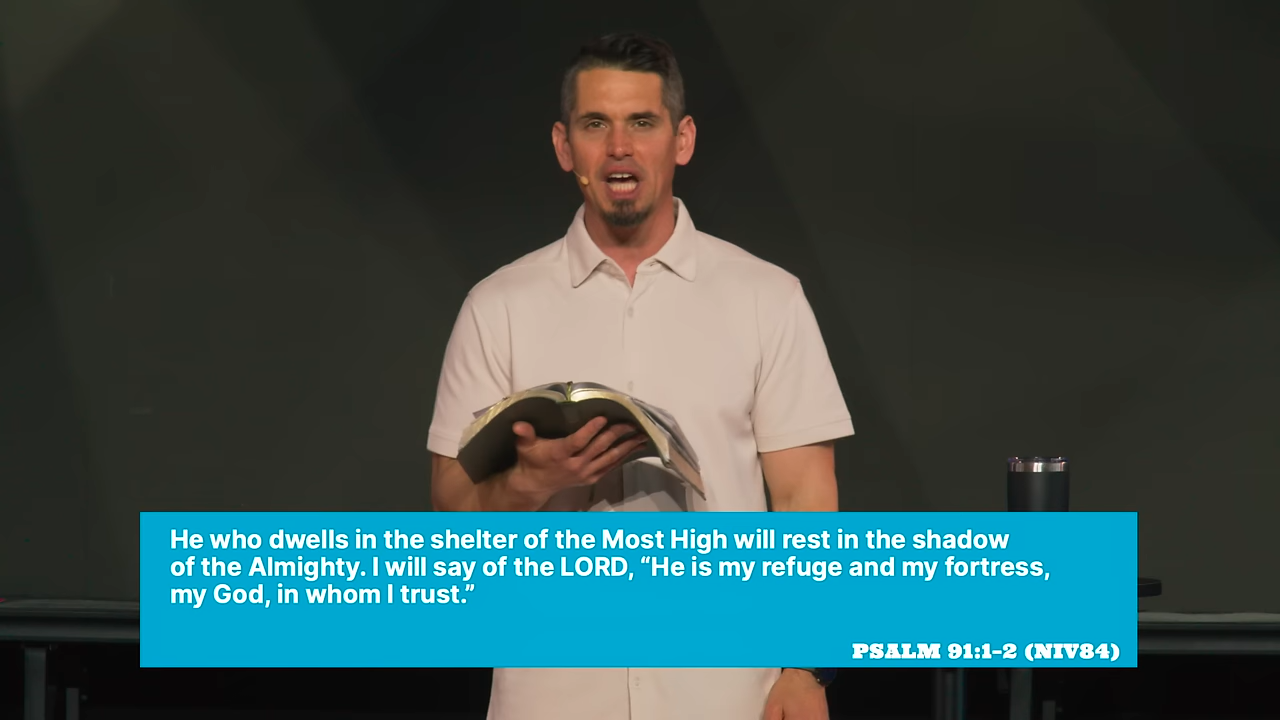 He who dwells in the shelter of the Most High will rest in the shadow
of the Almighty. I will say of the LORD, “He is my refuge and my fortress,
my God, in whom I trust.”
PSALM 91:1-2 (NIV84)